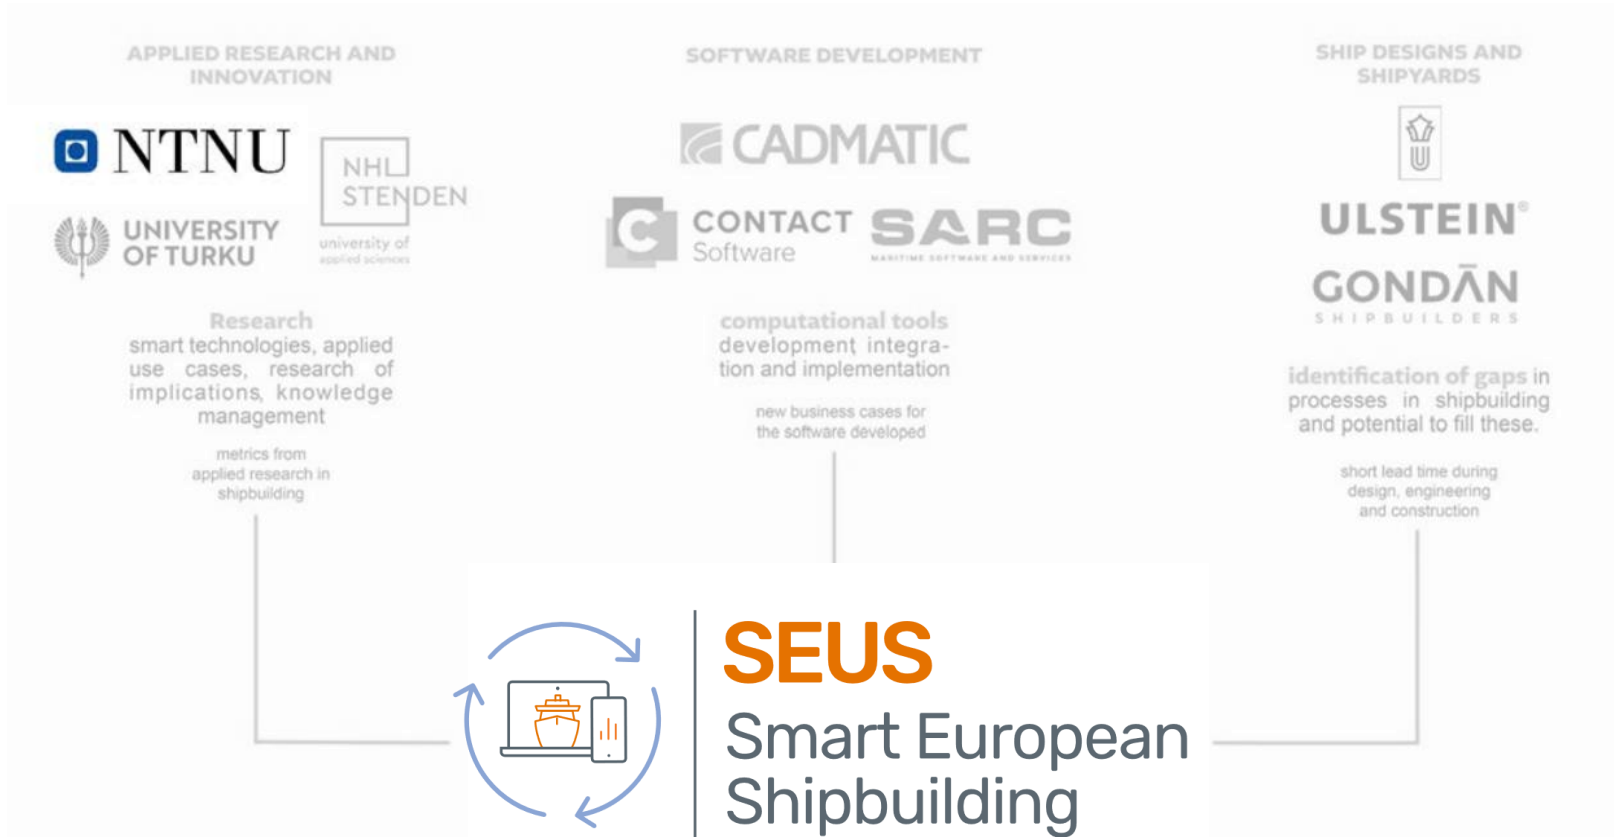 APPLIED RESEARCH AND
INNOVATION
NTNU
NHL
STENDEN
university of
applied sciences
UNIVERSITY
OF TURKU
Research
smart technologies, applied
use cases, research of
implications, knowledge
management
metrics from
applied research in
shipbuilding
SOFTWARE DEVELOPMENT
CADMATIC
C
CONTACT
Software
SARC
MARITIME SOFTWARE AND SERVICES
computational tools
development integra-
tion and implementation
new business cases for
the software developed
SHIP DESIGNS AND
SHIPYARDS
U
ULSTEIN®
GONDĀN
SHIPBUILDERS
identification of gaps in
processes in shipbuilding
and potential to fill these.
short lead time during
design, engineering
and construction
SEUS
Smart European
Shipbuilding